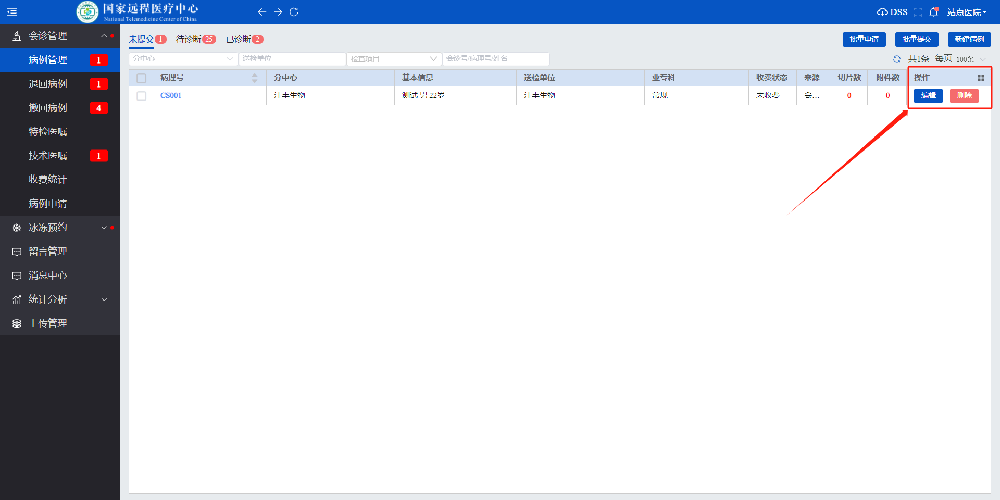 国家远程医疗中心
National Telemedicine Center of China
DSS
站点医院
会诊管理
病例管理 1
退回病例 1
撤回病例 4
特检医嘱
技术医嘱 1
收费统计
病例申请
冰冻预约
留言管理
消息中心
统计分析
上传管理
未提交 1 待诊断 25 已诊断 2
批量申请 批量提交 新建病例
分中心 送检单位 检查项目 会诊号/病理号/姓名
共1条 每页 100条
病理号 分中心 基本信息 送检单位 亚专科 收费状态 来源 切片数 附件数 操作
CS001 江丰生物 测试 男 22岁 江丰生物 常规 未收费 会... 0 0 编辑 删除